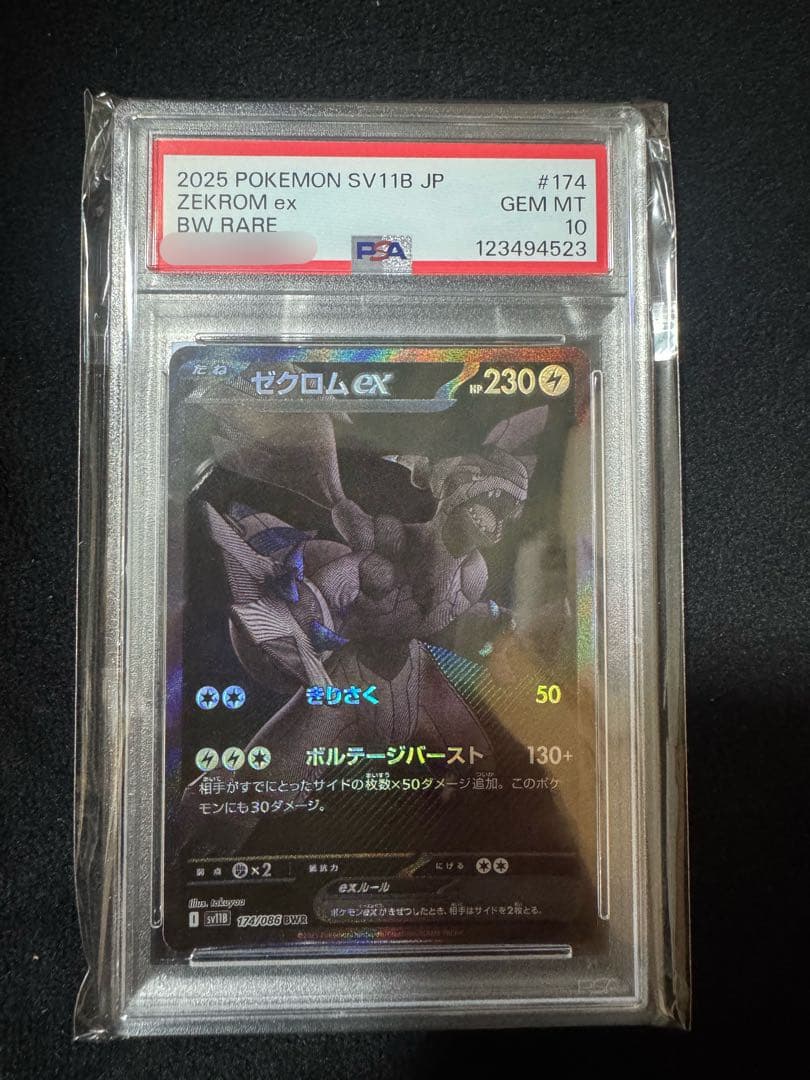 2025 POKEMON SV11B JP #174
ZEKROM ex GEM MT
BW RARE 10
PSA 123494523
たね ゼクロムex HP 230
きりさく 50
ボルテージバースト 130+
相手がすでにとったサイドの枚数×50ダメージ追加。このポケ
モンにも30ダメージ。
弱点 ×2 抵抗力 にげる
exルール
ポケモンexがきぜつしたとき、相手はサイドを2枚とる。
illus. takuyoa
I sv11B 174/086 BWR
PSA